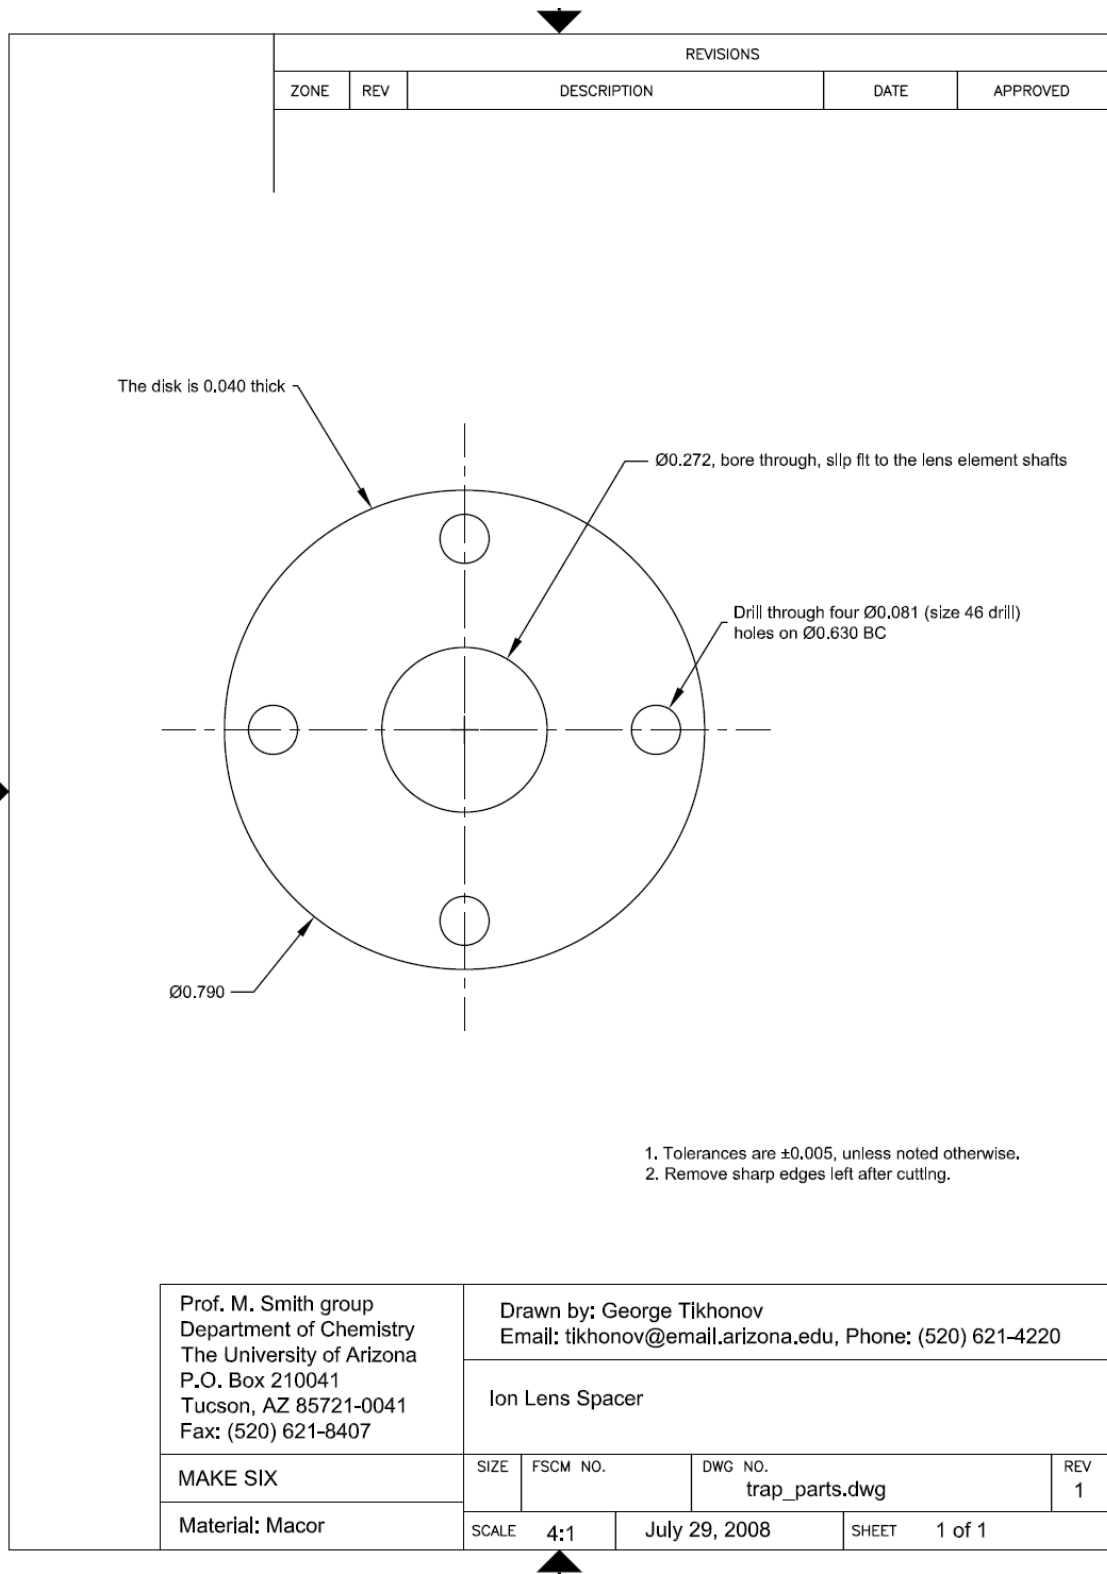 REVISIONS
ZONE REV DESCRIPTION DATE APPROVED
The disk is 0.040 thick
Ø0.272, bore through, slip fit to the lens element shafts
Drill through four Ø0.081 (size 46 drill)
holes on Ø0.630 BC
Ø0.790
1. Tolerances are ±0.005, unless noted otherwise.
2. Remove sharp edges left after cutting.
Prof. M. Smith group
Department of Chemistry
The University of Arizona
P.O. Box 210041
Tucson, AZ 85721-0041
Fax: (520) 621-8407
Drawn by: George Tikhonov
Email: tikhonov@email.arizona.edu, Phone: (520) 621-4220
Ion Lens Spacer
MAKE SIX
Material: Macor
SIZE FSCM NO. DWG NO. REV
trap_parts.dwg 1
SCALE 4:1 July 29, 2008 SHEET 1 of 1